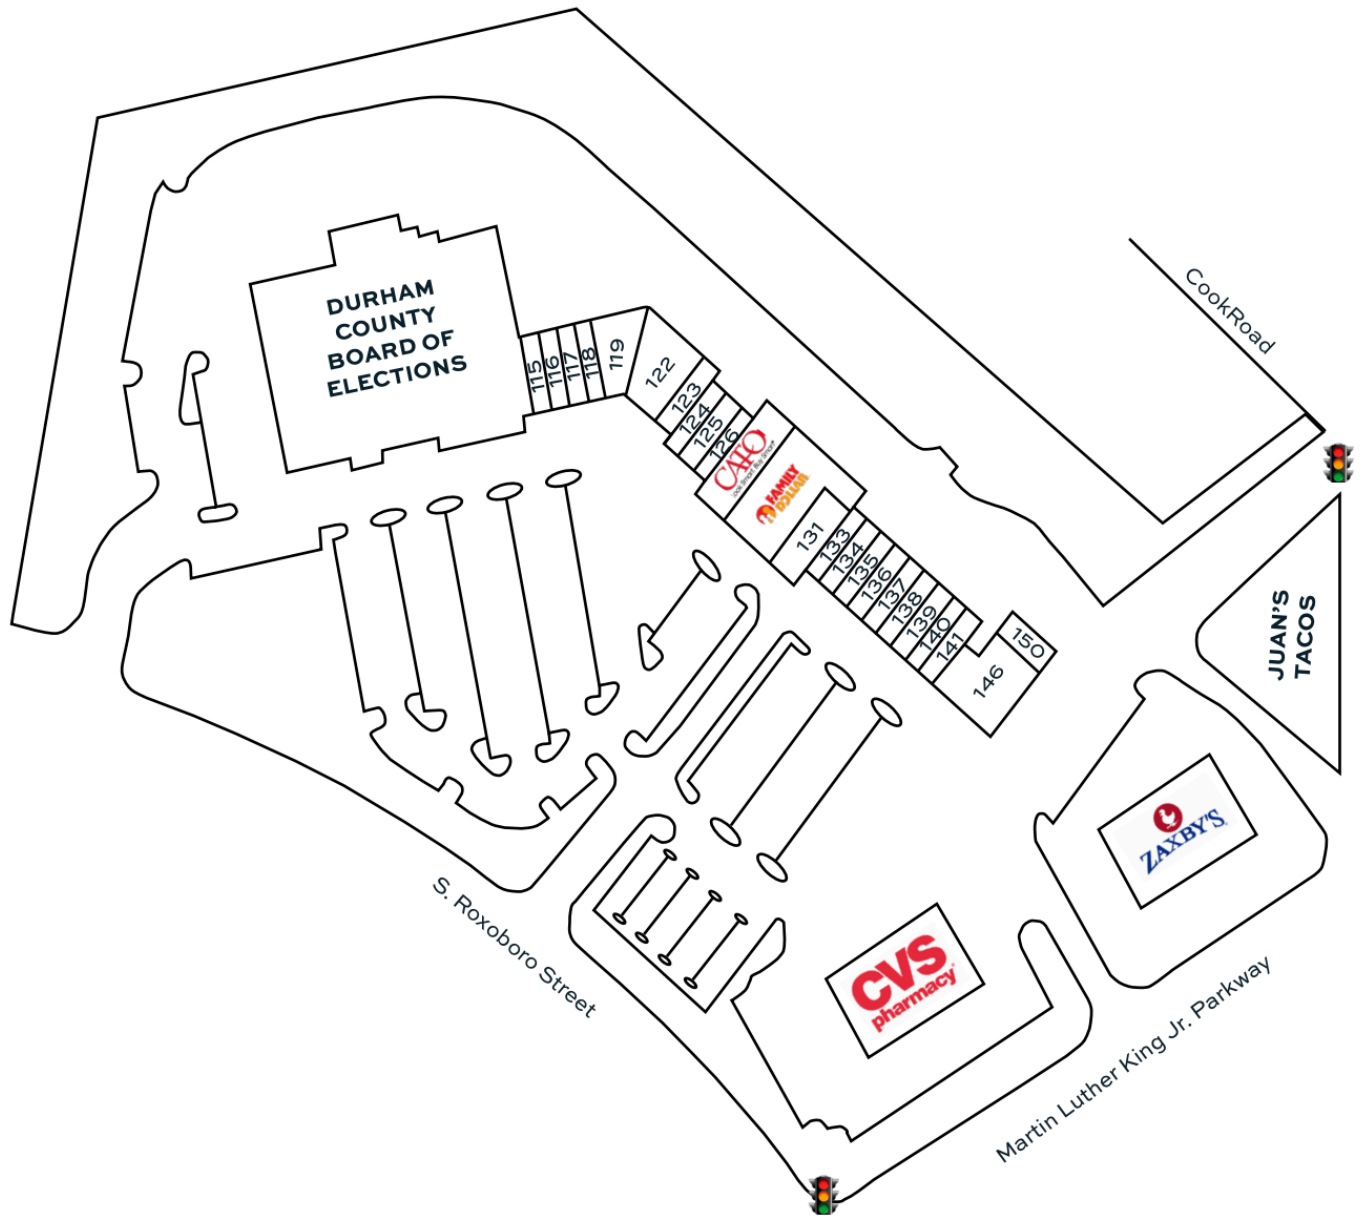 DURHAM
COUNTY
BOARD OF
ELECTIONS
115
116
117
118
119
122
123
124
125
126
CATO
FAMILY
DOLLAR
131
133
134
135
136
137
138
139
140
141
146
150
CookRoad
JUAN'S
TACOS
ZAXBY'S
CVS
pharmacy
S. Roxoboro Street
Martin Luther King Jr. Parkway